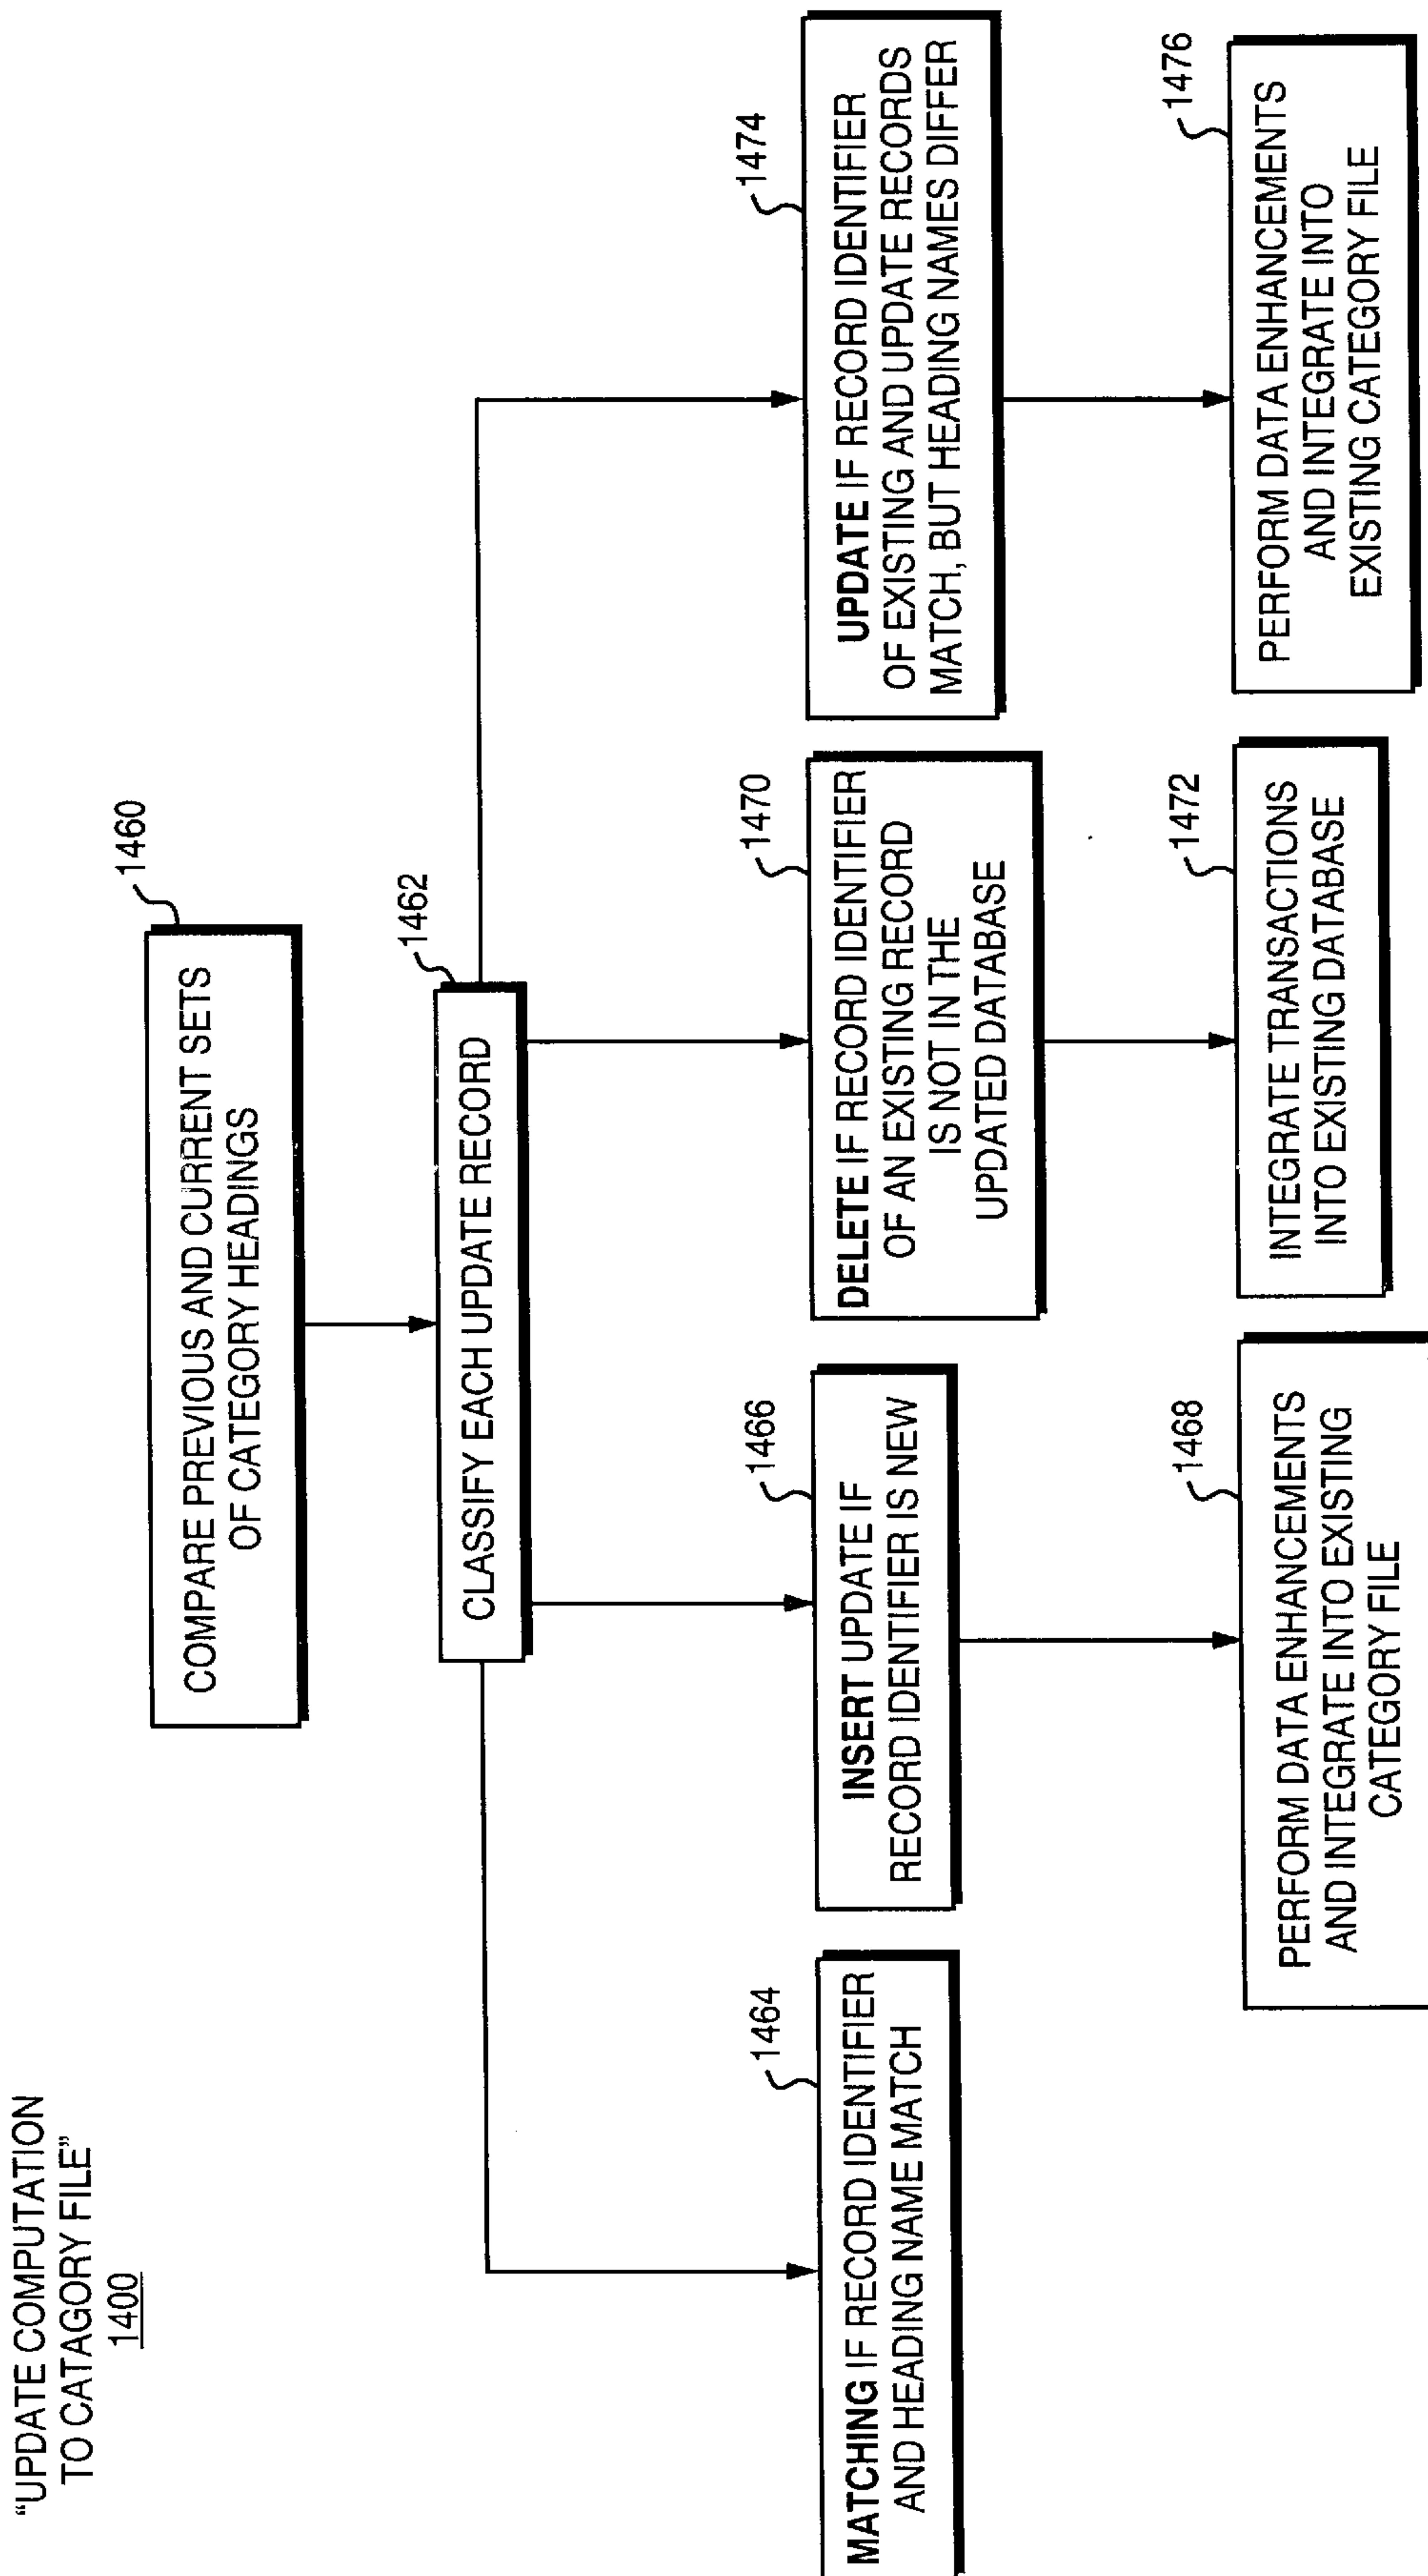 “UPDATE COMPUTATION
TO CATAGORY FILE”
1400
1460
COMPARE PREVIOUS AND CURRENT SETS
OF CATEGORY HEADINGS
1462
CLASSIFY EACH UPDATE RECORD
1464
MATCHING IF RECORD IDENTIFIER
AND HEADING NAME MATCH
1466
INSERT UPDATE IF
RECORD IDENTIFIER IS NEW
1470
DELETE IF RECORD IDENTIFIER
OF AN EXISTING RECORD
IS NOT IN THE
UPDATED DATABASE
1474
UPDATE IF RECORD IDENTIFIER
OF EXISTING AND UPDATE RECORDS
MATCH, BUT HEADING NAMES DIFFER
1468
PERFORM DATA ENHANCEMENTS
AND INTEGRATE INTO EXISTING
CATEGORY FILE
1472
INTEGRATE TRANSACTIONS
INTO EXISTING DATABASE
1476
PERFORM DATA ENHANCEMENTS
AND INTEGRATE INTO
EXISTING CATEGORY FILE